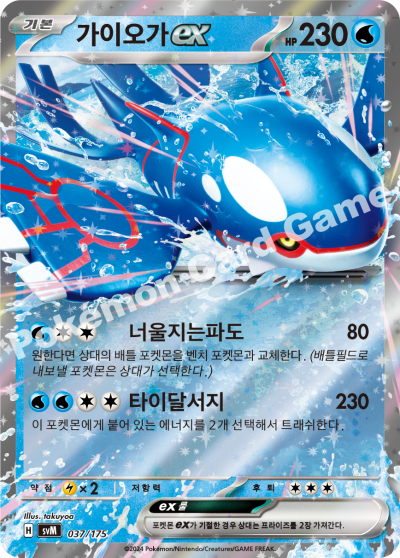 기본 가이오가 ex HP 230
너울지는파도 80
원한다면 상대의 배틀 포켓몬을 벤치 포켓몬과 교체한다. (배틀필드로
내보낼 포켓몬은 상대가 선택한다.)
타이달서지 230
이 포켓몬에게 붙어 있는 에너지를 2개 선택해서 트래쉬한다.
약점 ×2 저항력 후퇴
Illus. takuyoa
ex 룰
포켓몬 ex가 기절한 경우 상대는 프라이즈를 2장 가져간다.
H svM 037/175
©2024 Pokémon/Nintendo/Creatures/GAME FREAK.
Pokémon Card Game